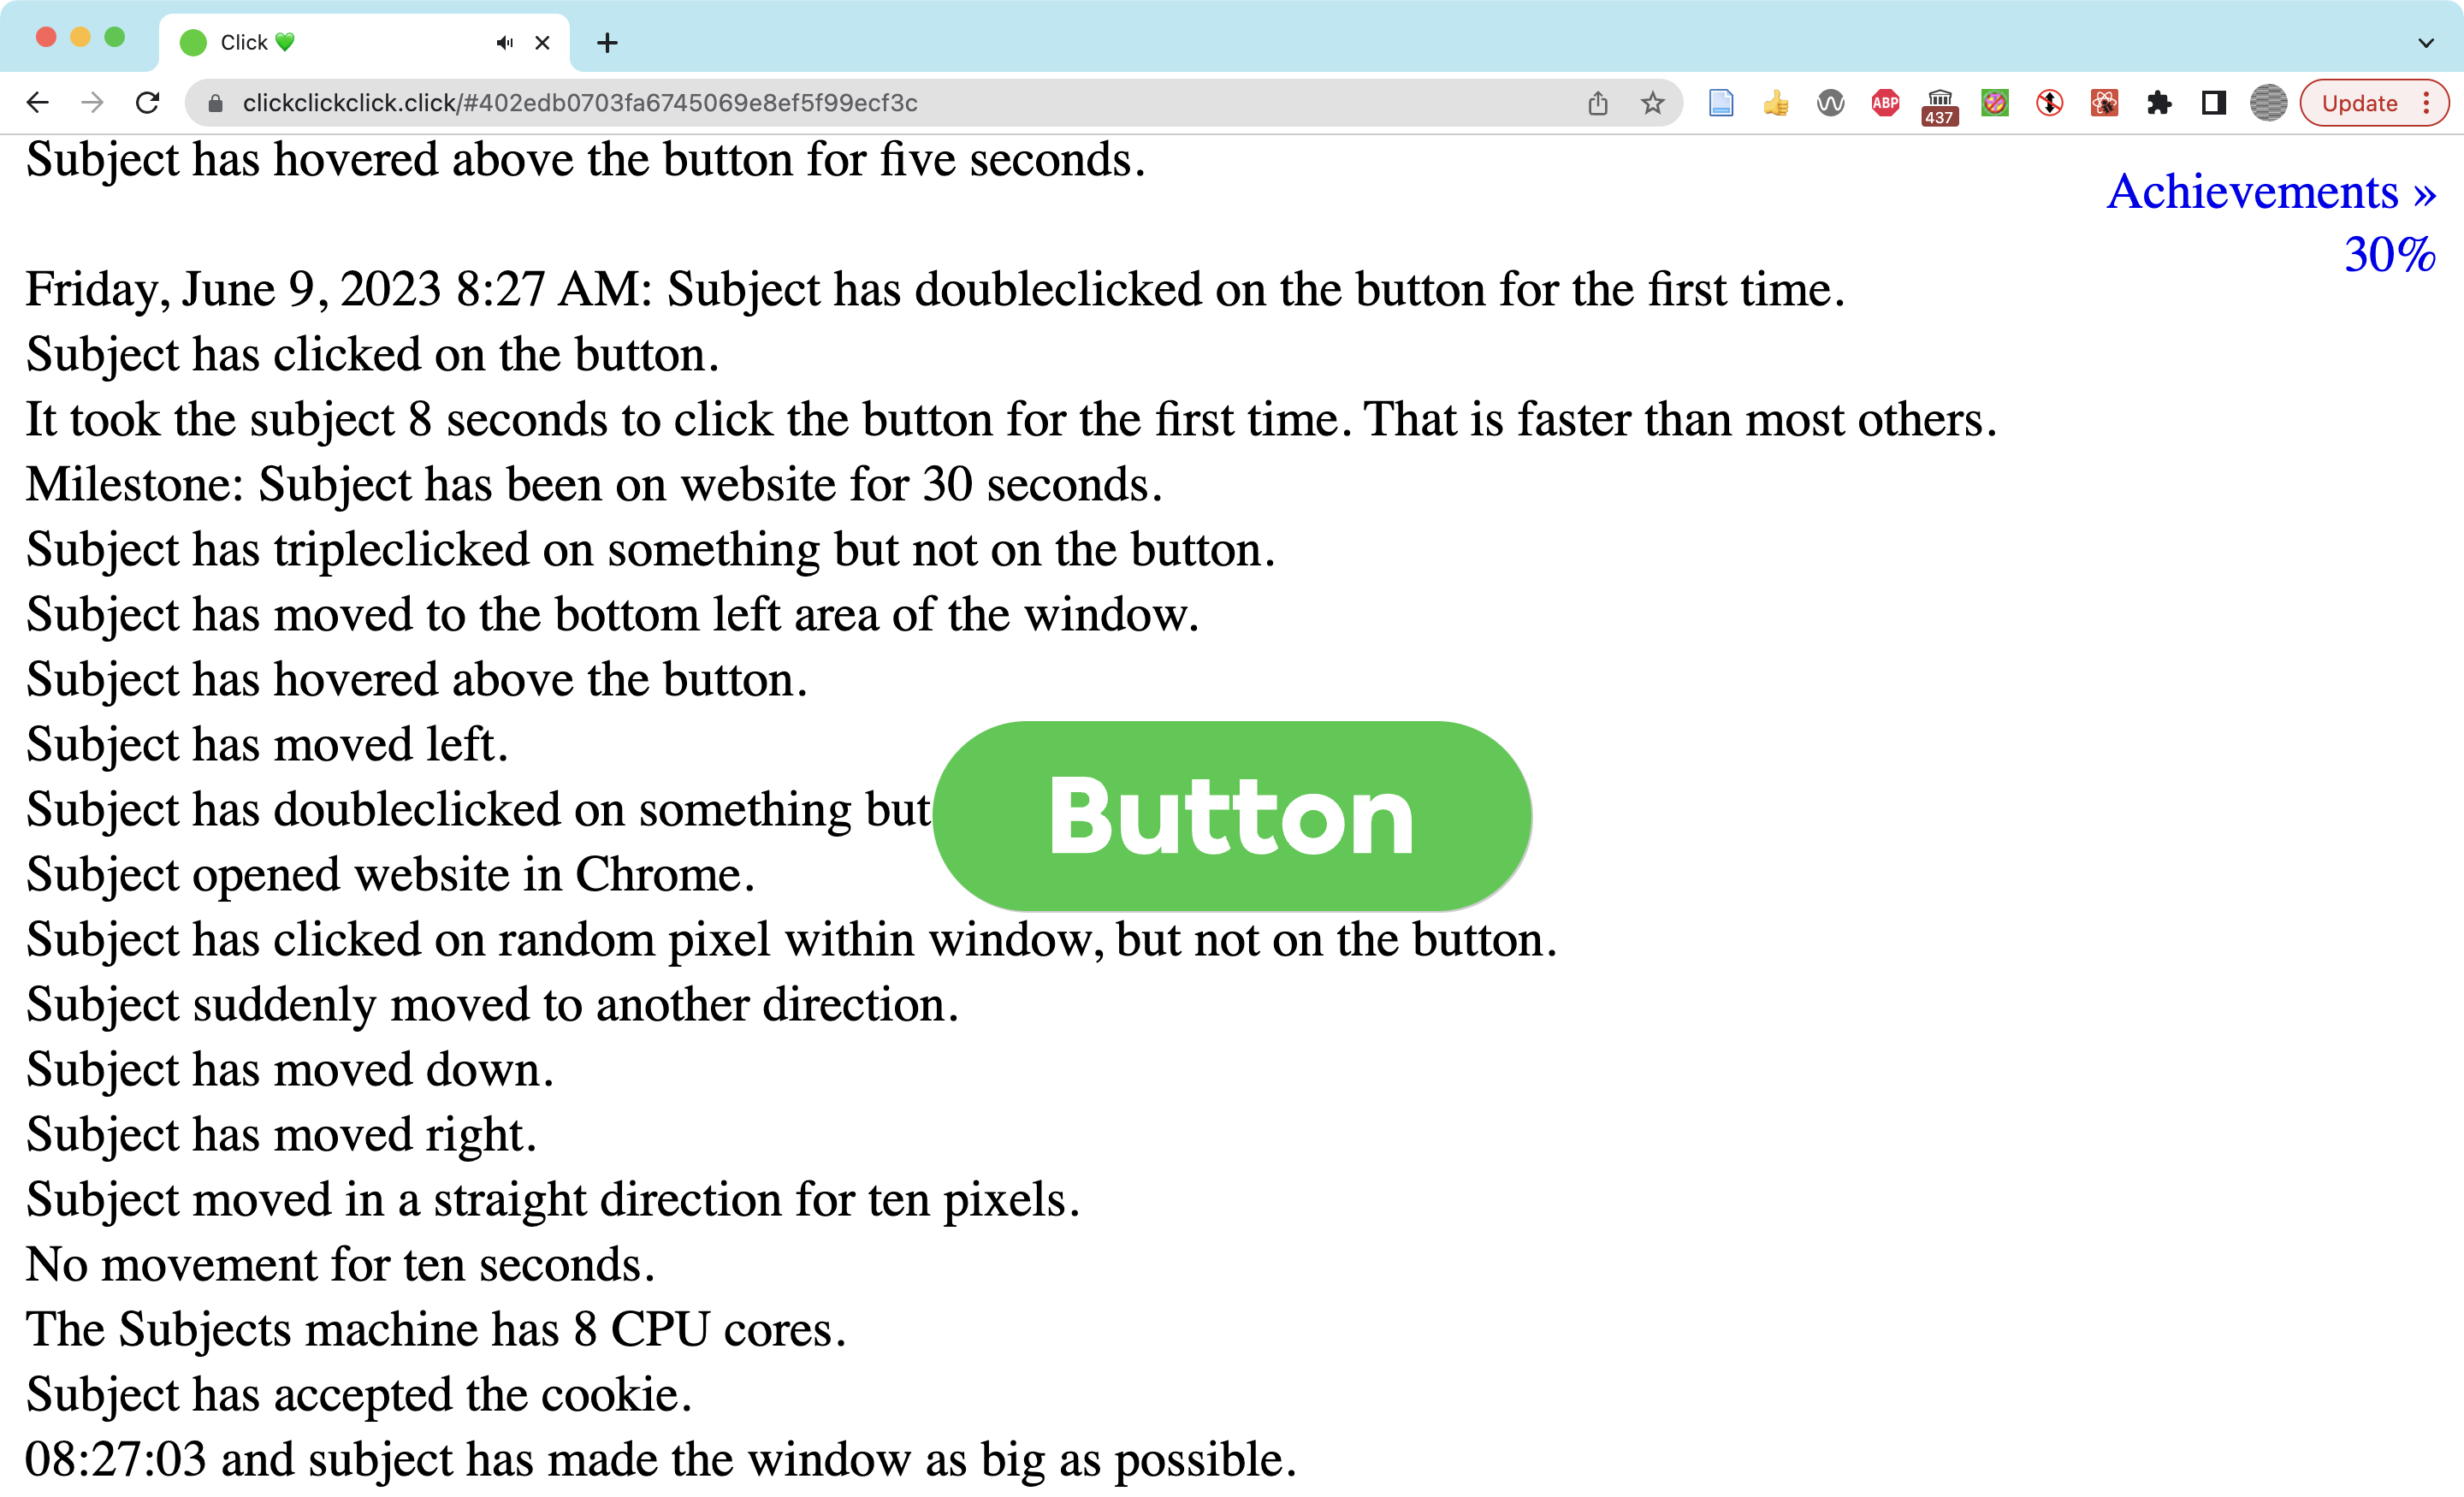 Click 💚
clickclickclick.click/#402edb0703fa6745069e8ef5f99ecf3c
ABP
437
Update
Subject has hovered above the button for five seconds.
Achievements »
30%
Friday, June 9, 2023 8:27 AM: Subject has doubleclicked on the button for the first time.
Subject has clicked on the button.
It took the subject 8 seconds to click the button for the first time. That is faster than most others.
Milestone: Subject has been on website for 30 seconds.
Subject has tripleclicked on something but not on the button.
Subject has moved to the bottom left area of the window.
Subject has hovered above the button.
Subject has moved left.
Subject has doubleclicked on something but
Button
Subject opened website in Chrome.
Subject has clicked on random pixel within window, but not on the button.
Subject suddenly moved to another direction.
Subject has moved down.
Subject has moved right.
Subject moved in a straight direction for ten pixels.
No movement for ten seconds.
The Subjects machine has 8 CPU cores.
Subject has accepted the cookie.
08:27:03 and subject has made the window as big as possible.